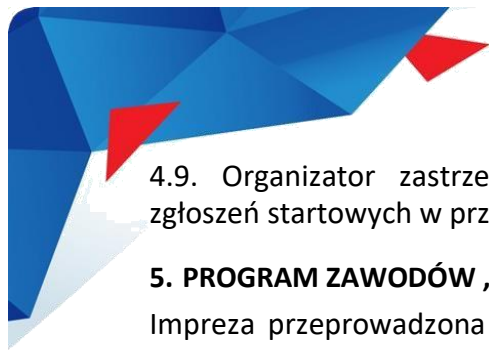 4.9. Organizator zastrze
zgłoszeń startowych w prz
5. PROGRAM ZAWODÓW ,
Impreza przeprowadzona